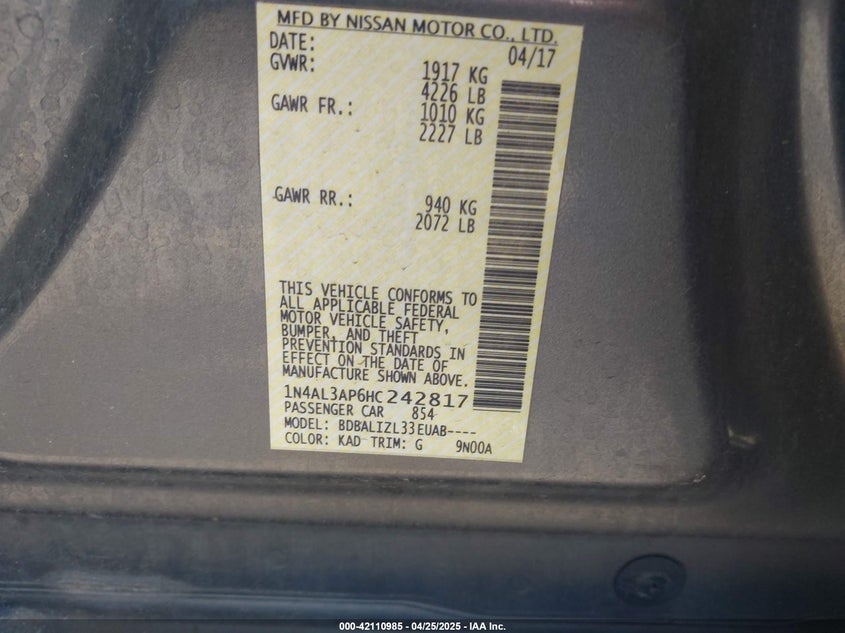 MFD BY NISSAN MOTOR CO., LTD.
DATE: 04/17
GVWR: 1917 KG
4226 LB
GAWR FR.: 1010 KG
2227 LB
GAWR RR.: 940 KG
2072 LB
THIS VEHICLE CONFORMS TO
ALL APPLICABLE FEDERAL
MOTOR VEHICLE SAFETY,
BUMPER, AND THEFT
PREVENTION STANDARDS IN
EFFECT ON THE DATE OF
MANUFACTURE SHOWN ABOVE.
1N4AL3AP6HC242817
PASSENGER CAR 854
MODEL: BDBALIZL33EUAB----
COLOR: KAD TRIM: G 9N00A
000-42110985 - 04/25/2025 - IAA Inc.